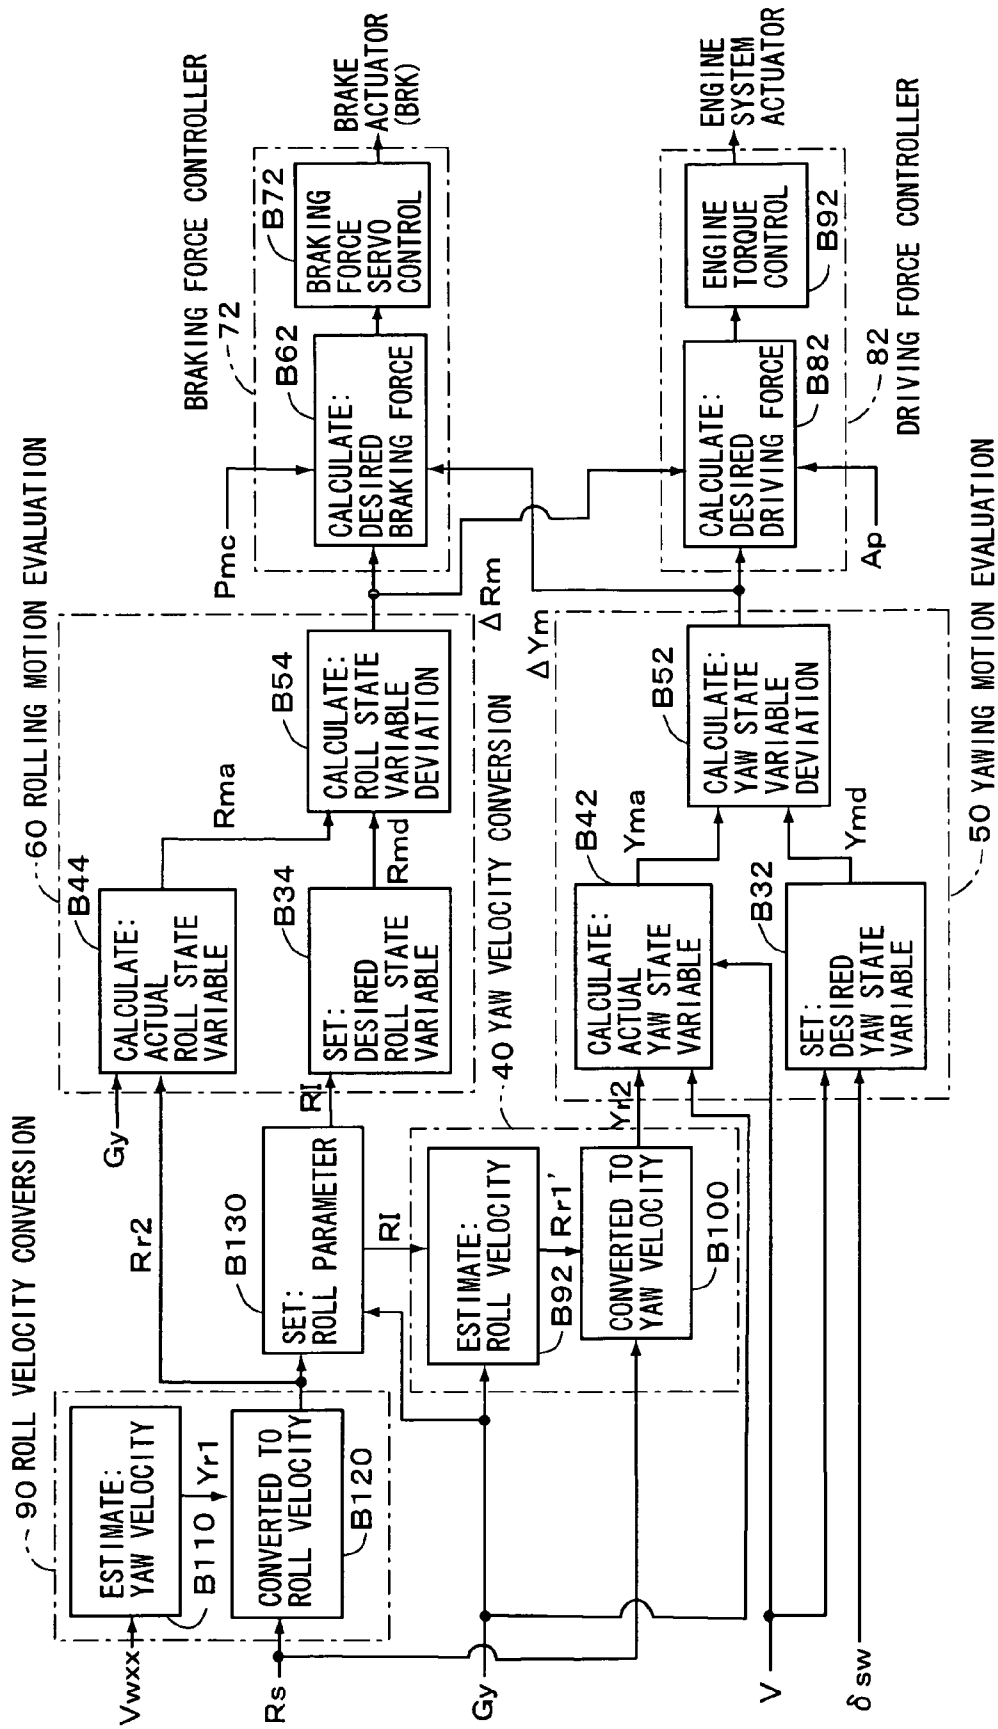 90 ROLL VELOCITY CONVERSION
Vwxx
ESTIMATE:
YAW VELOCITY
B110
Yr1
Rs
CONVERTED TO
ROLL VELOCITY
B120
Rr2
Gy
B130
SET:
ROLL PARAMETER
RI
RI
60 ROLLING MOTION EVALUATION
B44
CALCULATE:
ACTUAL
ROLL STATE
VARIABLE
Rma
B34
SET:
DESIRED
ROLL STATE
VARIABLE
Rmd
B54
CALCULATE:
ROLL STATE
VARIABLE
DEVIATION
ΔRm
40 YAW VELOCITY CONVERSION
Gy
ESTIMATE:
ROLL VELOCITY
B92
Rr1'
CONVERTED TO
YAW VELOCITY
B100
Yr2
V
δsw
50 YAWING MOTION EVALUATION
B42
CALCULATE:
ACTUAL
YAW STATE
VARIABLE
Yma
B32
SET:
DESIRED
YAW STATE
VARIABLE
Ymd
B52
CALCULATE:
YAW STATE
VARIABLE
DEVIATION
ΔYm
BRAKING FORCE CONTROLLER
72
Pmc
B62
CALCULATE:
DESIRED
BRAKING FORCE
B72
BRAKING
FORCE
SERVO
CONTROL
BRAKE
ACTUATOR
(BRK)
DRIVING FORCE CONTROLLER
82
Ap
B82
CALCULATE:
DESIRED
DRIVING FORCE
B92
ENGINE
TORQUE
CONTROL
ENGINE
SYSTEM
ACTUATOR